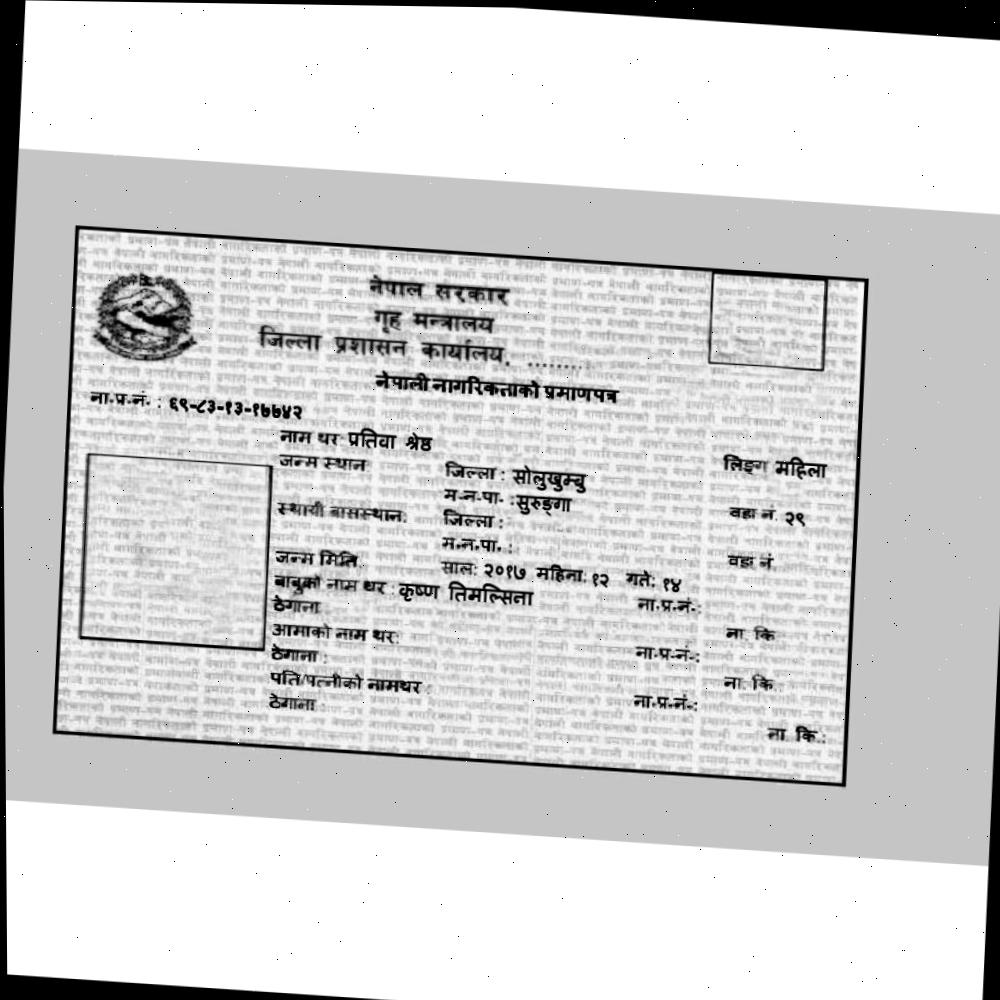 नेपाल सरकार
गृह मन्त्रालय
जिल्ला प्रशासन कार्यालय, ..........
नेपाली नागरिकताको प्रमाणपत्र
ना.प्र.नं. : ६९-८३-१३-१७७४२
नाम थर: प्रतिवा श्रेष्ठ
लिङ्ग महिला
जन्म स्थान: जिल्ला : सोलुखुम्बु
म.न.पा. : सुरुङ्गा वडा नं. २९
स्थायी बासस्थान: जिल्ला :
म.न.पा. : वडा नं.
जन्म मिति: साल: २०१७ महिना: १२ गते: १४
बाबुको नाम थर : कृष्ण तिमल्सिना ना.प्र.नं.:
ठेगाना : ना. कि
आमाको नाम थर: ना.प्र.नं.:
ठेगाना : ना. कि.:
पति/पत्नीको नामथर : ना.प्र.नं.:
ठेगाना : ना. कि.: